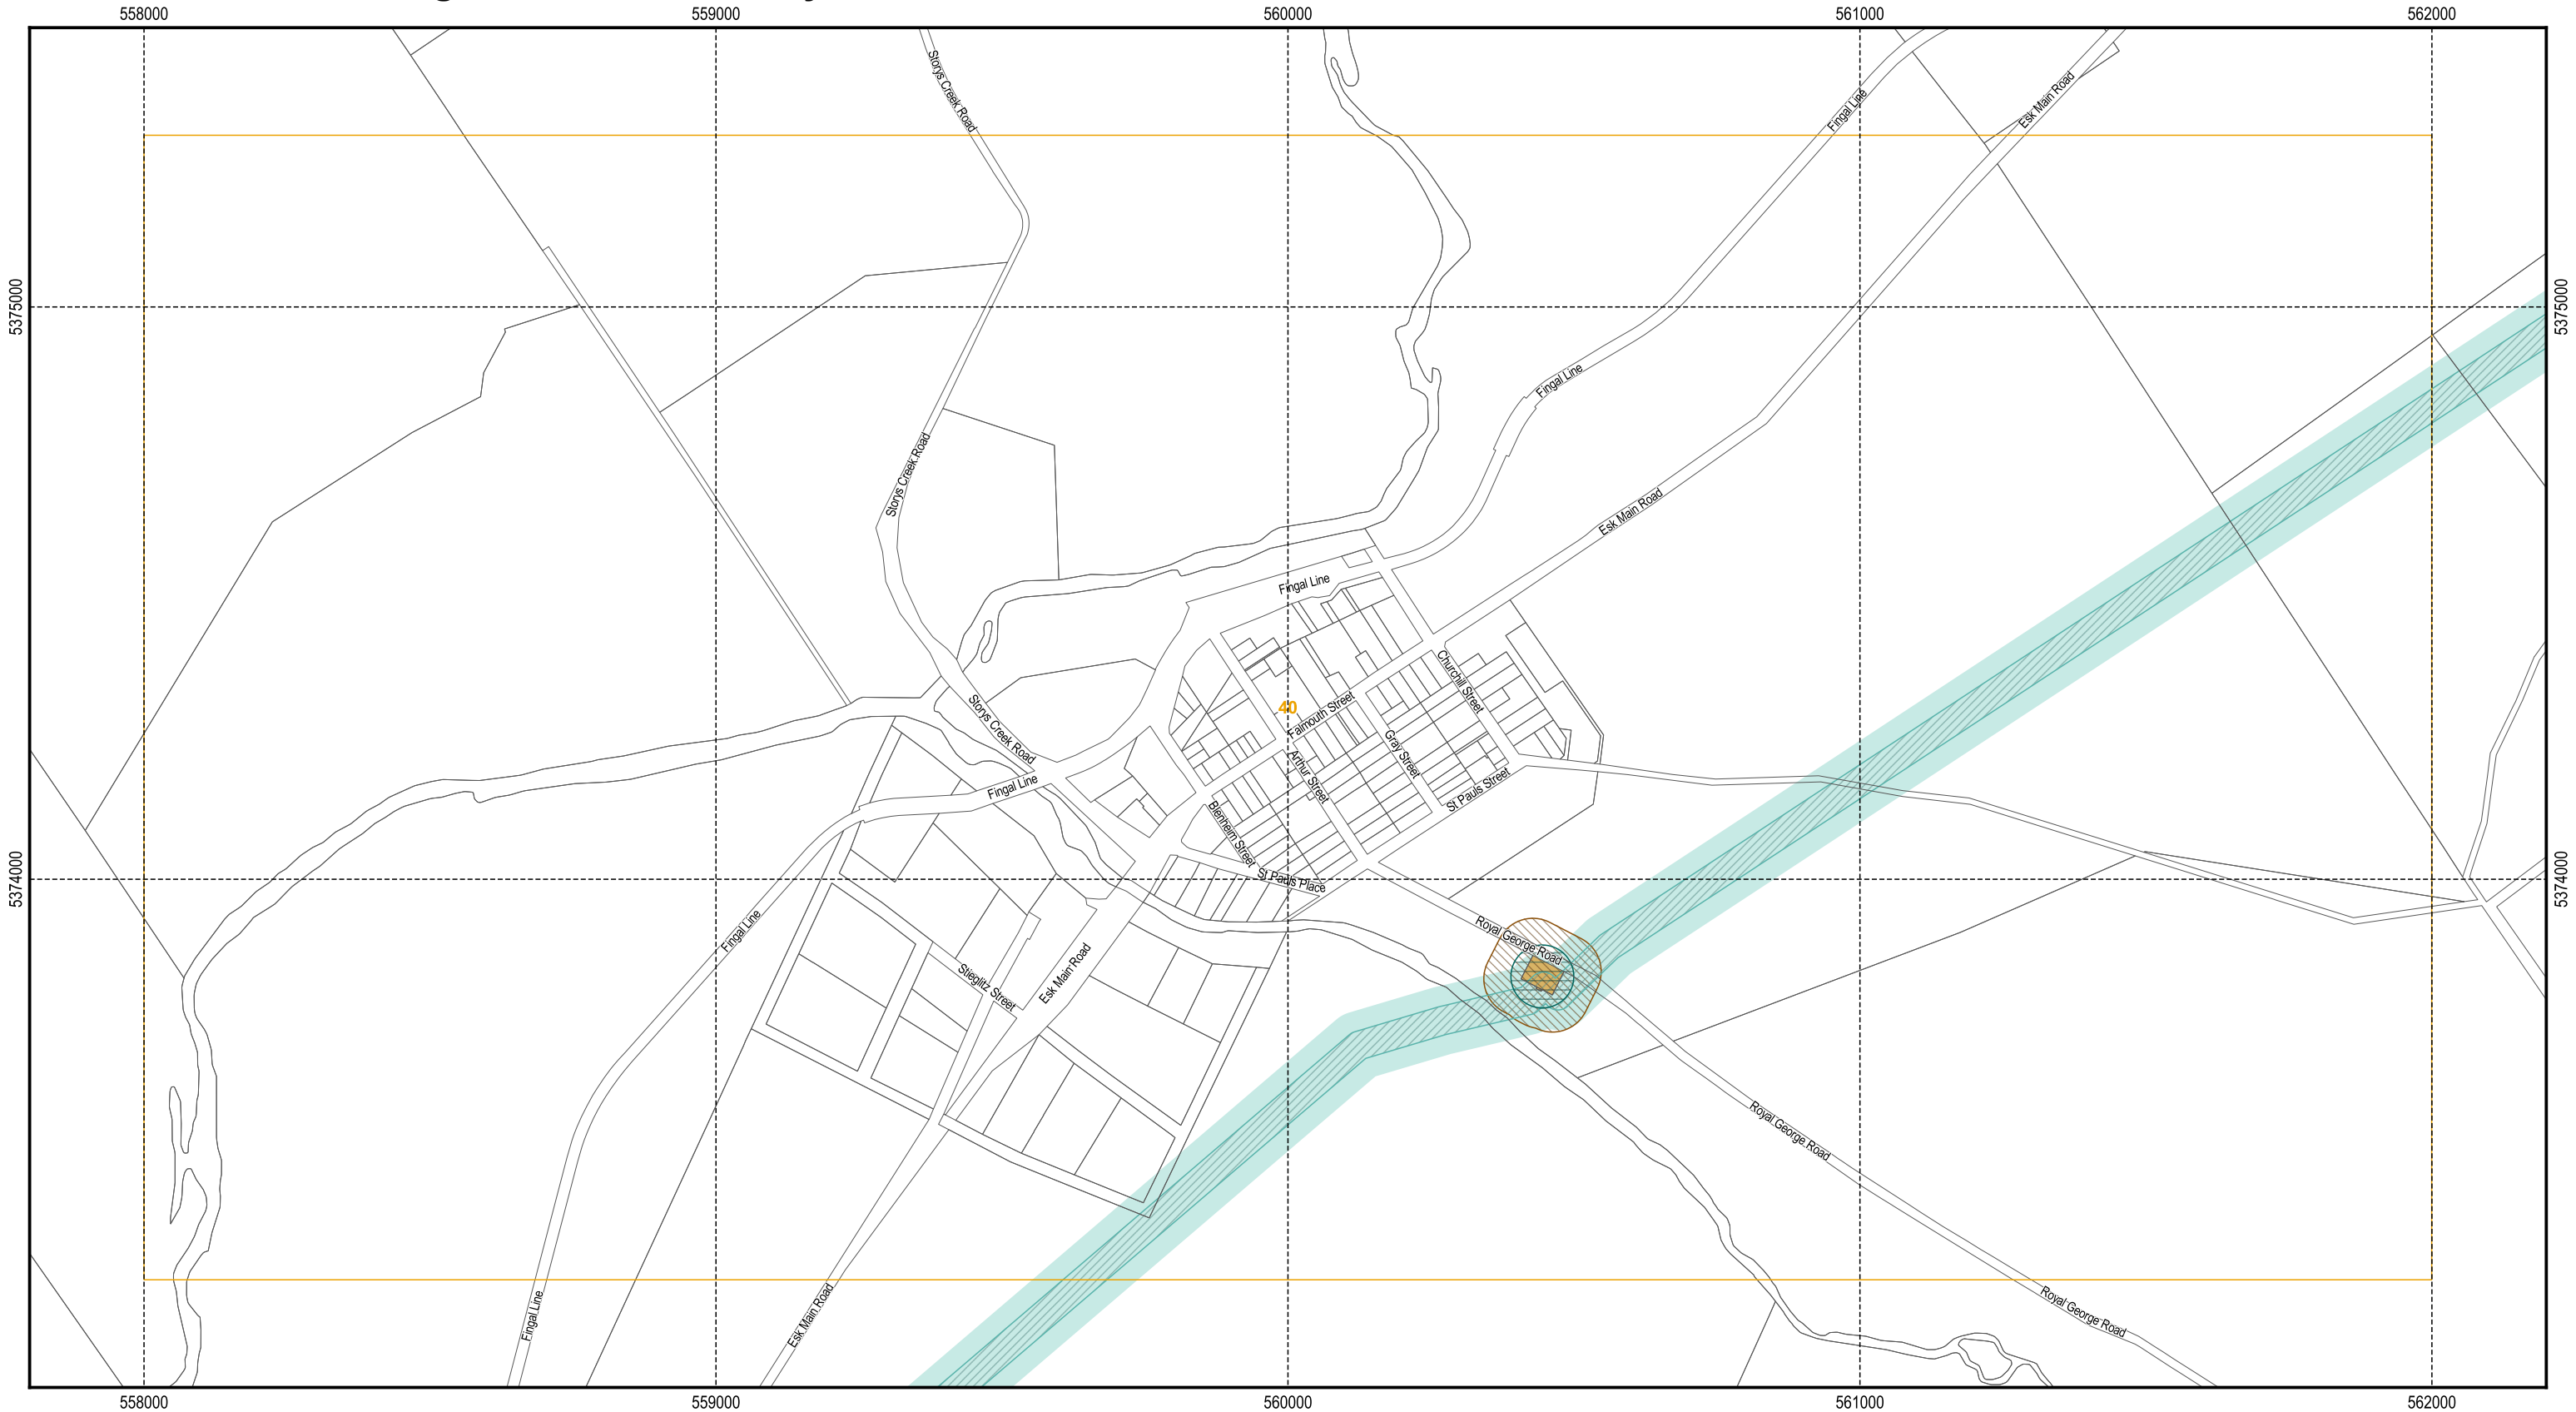 558000
559000
560000
561000
562000
Storys Creek Road
Fingal Line
Esk Main Road
5375000
5375000
Fingal Line
Storys Creek Road
Esk Main Road
Fingal Line
Churchill Street
40
Falmouth Street
Storys Creek Road
Gray Street
Arthur Street
Fingal Line
St Pauls Street
Blenheim Street
St Pauls Place
5374000
5374000
Fingal Line
Royal George Road
Esk Main Road
Stieglitz Street
Royal George Road
Fingal Line
Esk Main Road
Royal George Road
558000
559000
560000
561000
562000